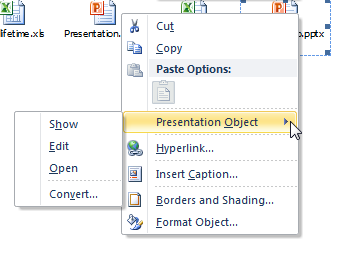 lifetime.xls
Presentation.
.pptx
Cut
Copy
Paste Options:
Presentation Object
Hyperlink...
Insert Caption...
Borders and Shading...
Format Object...
Show
Edit
Open
Convert...